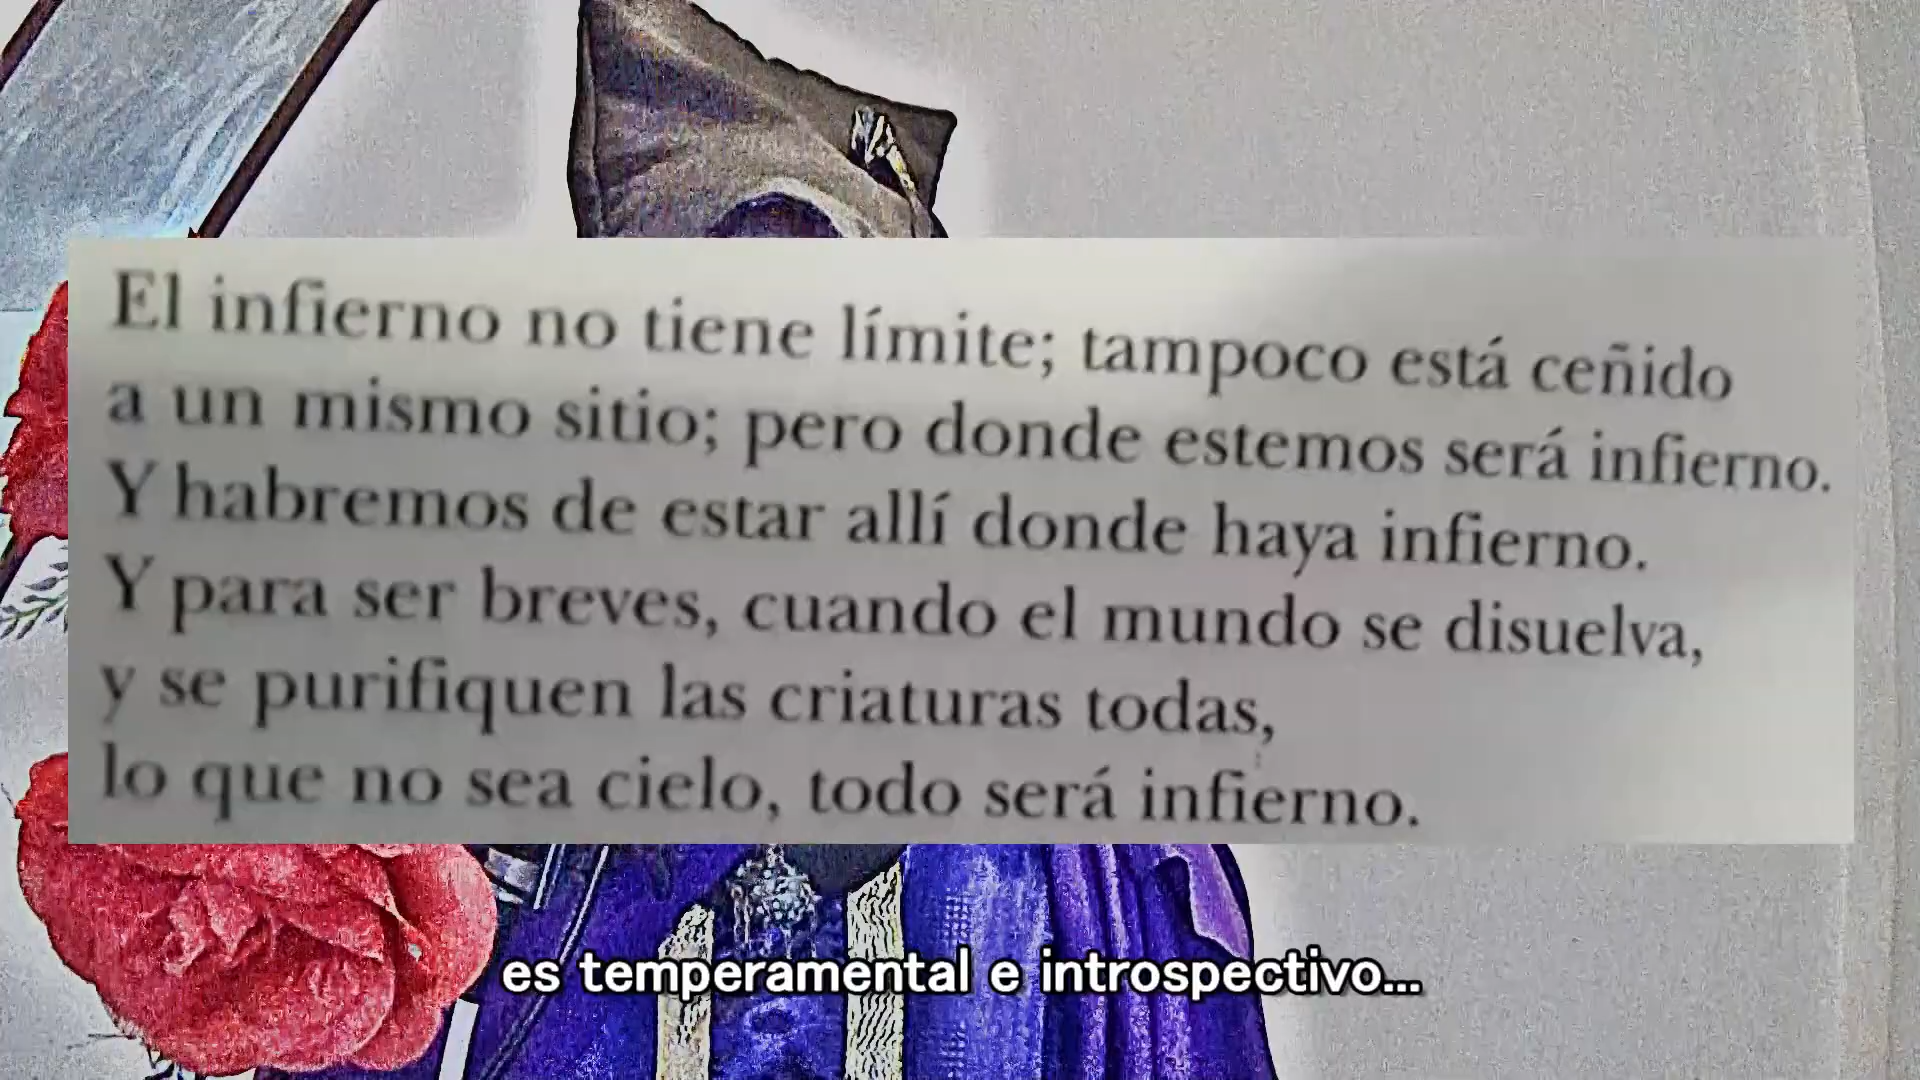 El infierno no tiene límite; tampoco está ceñido
a un mismo sitio; pero donde estemos será infierno.
Y habremos de estar allí donde haya infierno.
Y para ser breves, cuando el mundo se disuelva,
y se purifiquen las criaturas todas,
lo que no sea cielo, todo será infierno.
es temperamental e introspectivo...